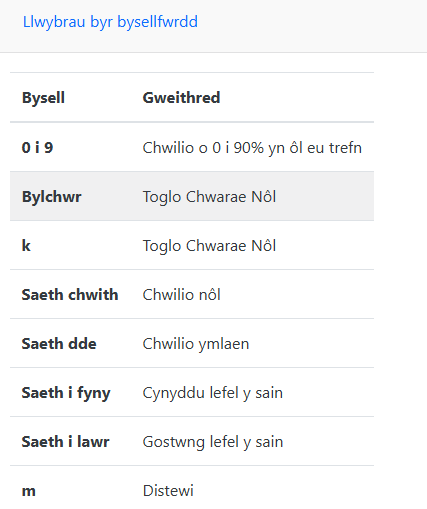 Llwybrau byr bysellfwrdd
Bysell Gweithred
0 i 9 Chwilio o 0 i 90% yn ôl eu trefn
Bylchwr Toglo Chwarae Nôl
k Toglo Chwarae Nôl
Saeth chwith Chwilio nôl
Saeth dde Chwilio ymlaen
Saeth i fyny Cynyddu lefel y sain
Saeth i lawr Gostwng lefel y sain
m Distewi